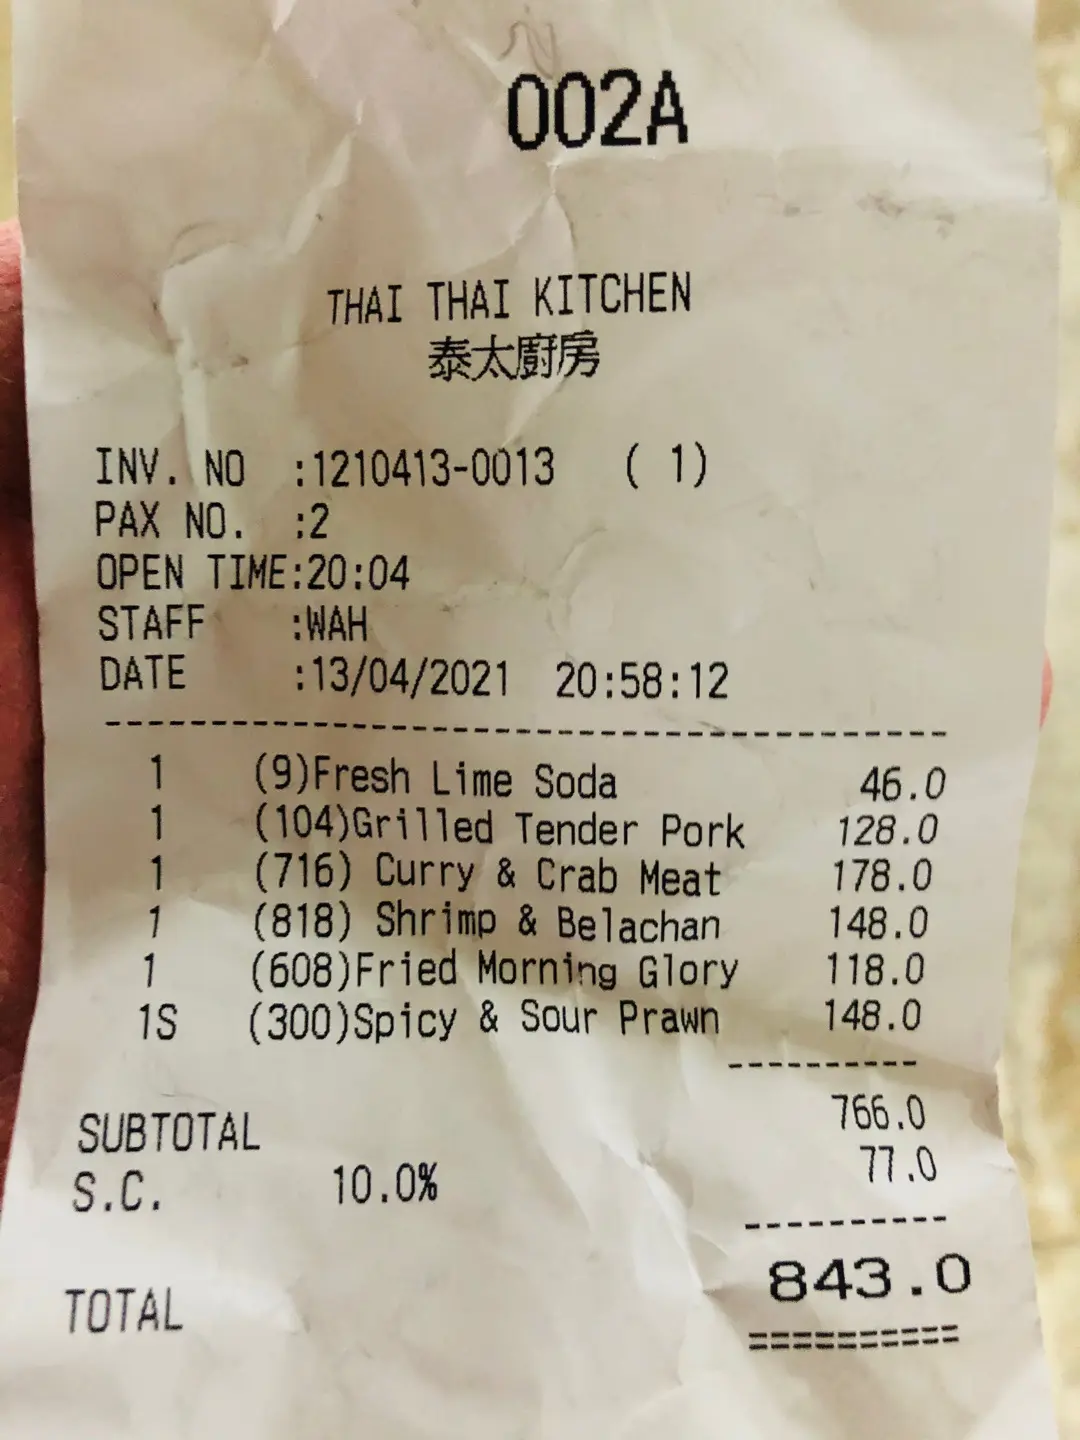 002A
THAI THAI KITCHEN
泰太廚房
INV. NO :1210413-0013 ( 1)
PAX NO. :2
OPEN TIME:20:04
STAFF :WAH
DATE :13/04/2021 20:58:12
1 (9)Fresh Lime Soda 46.0
1 (104)Grilled Tender Pork 128.0
1 (716) Curry & Crab Meat 178.0
1 (818) Shrimp & Belachan 148.0
1 (608)Fried Morning Glory 118.0
1S (300)Spicy & Sour Prawn 148.0
SUBTOTAL 766.0
S.C. 10.0% 77.0
TOTAL 843.0